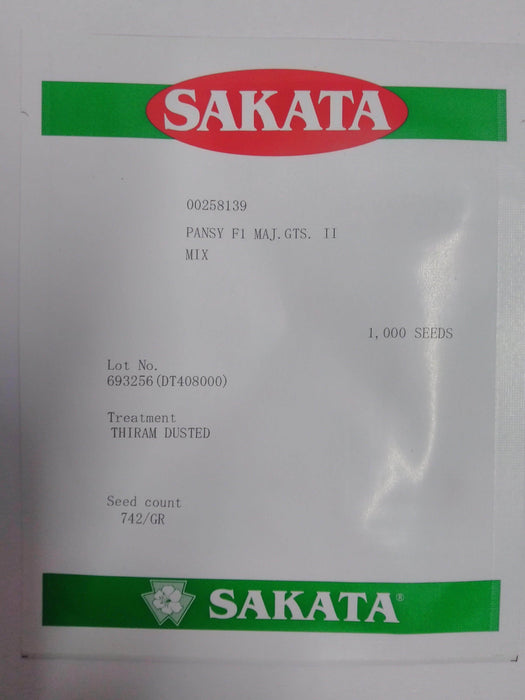 SAKATA
00258139
PANSY F1 MAJ.GTS. II
MIX
1,000 SEEDS
Lot No.
693256(DT408000)
Treatment
THIRAM DUSTED
Seed count
742/GR
SAKATA®